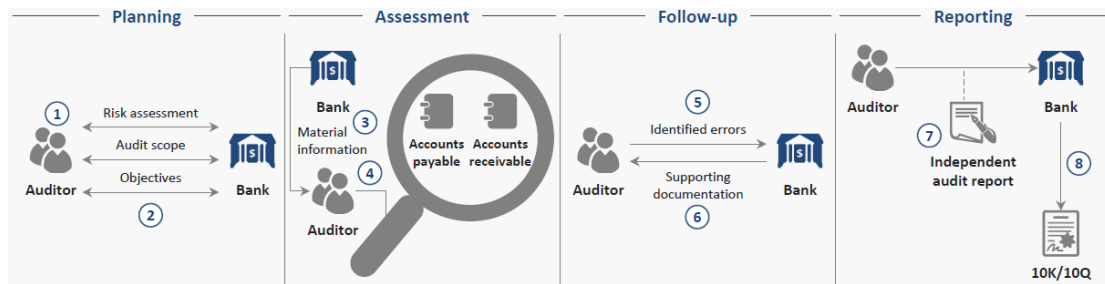 Planning
Assessment
Follow-up
Reporting
1
Risk assessment
Audit scope
Objectives
Auditor
Bank
2
$
$
Bank
Material
information
3
4
Auditor
Accounts
payable
Accounts
receivable
5
Identified errors
$
Supporting
documentation
Auditor
Bank
6
$
Auditor
Bank
7
Independent
audit report
8
10K/10Q